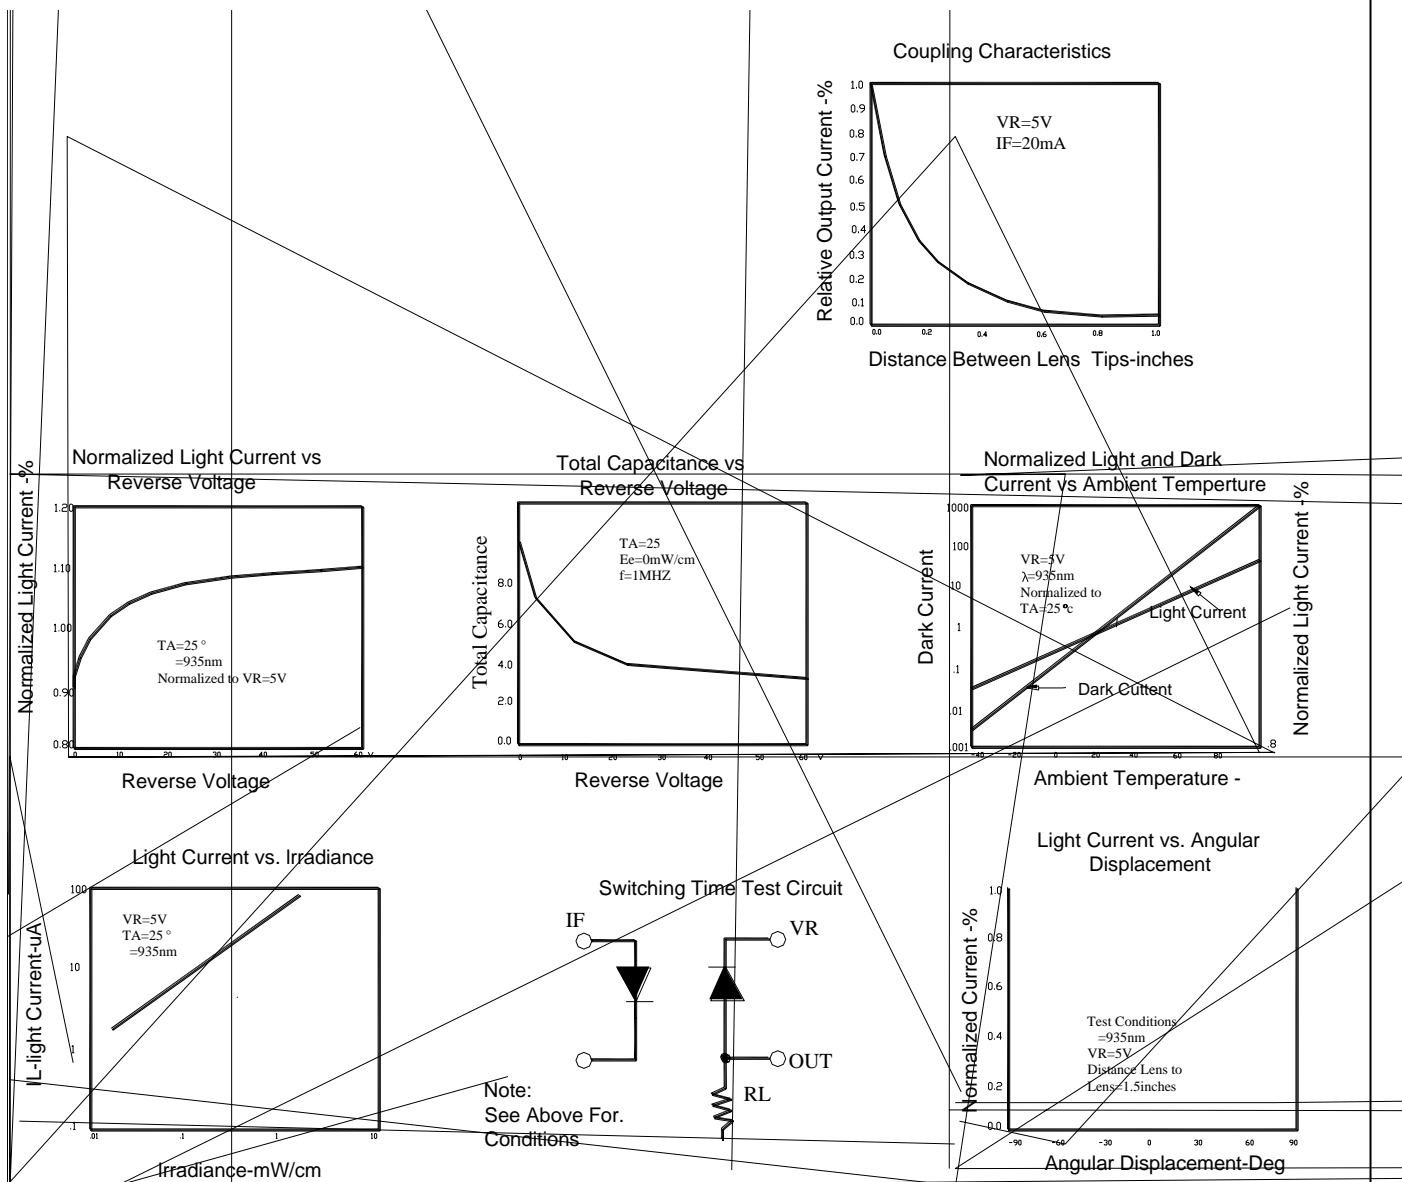 Coupling Characteristics
Relative Output Current -%
1.0
0.9
0.8
0.7
0.6
0.5
0.4
0.3
0.2
0.1
0.0
VR=5V
IF=20mA
0.0 0.2 0.4 0.6 0.8 1.0
Distance Between Lens Tips-inches
Normalized Light Current vs
Reverse Voltage
Normalized Light Current -%
1.20
1.10
1.00
0.90
0.80
TA=25 °
=935nm
Normalized to VR=5V
0 10 20 30 40 50 60 V
Reverse Voltage
Total Capacitance vs
Reverse Voltage
Total Capacitance
8.0
6.0
4.0
2.0
0.0
TA=25
Ee=0mW/cm
f=1MHZ
0 10 20 30 40 50 60 V
Reverse Voltage
Normalized Light and Dark
Current vs Ambient Temperture
Dark Current
1000
100
10
1
.1
.01
.001
VR=5V
λ=935nm
Normalized to
TA=25℃
Light Current
Dark Cuttent
Normalized Light Current -%
.8
-40 -20 0 20 60 80
Ambient Temperature -
Light Current vs. Irradiance
IL-light Current-uA
100
10
1
.1
VR=5V
TA=25 °
=935nm
.01 .1 1 10
Irradiance-mW/cm
Switching Time Test Circuit
IF
VR
OUT
RL
Note:
See Above For.
Conditions
Light Current vs. Angular
Displacement
Normalized Current -%
1.0
0.8
0.6
0.4
0.2
0.0
Test Conditions
=935nm
VR=5V
Distance Lens to
Lens=1.5inches
-90 -60 -30 0 30 60 90
Angular Displacement-Deg